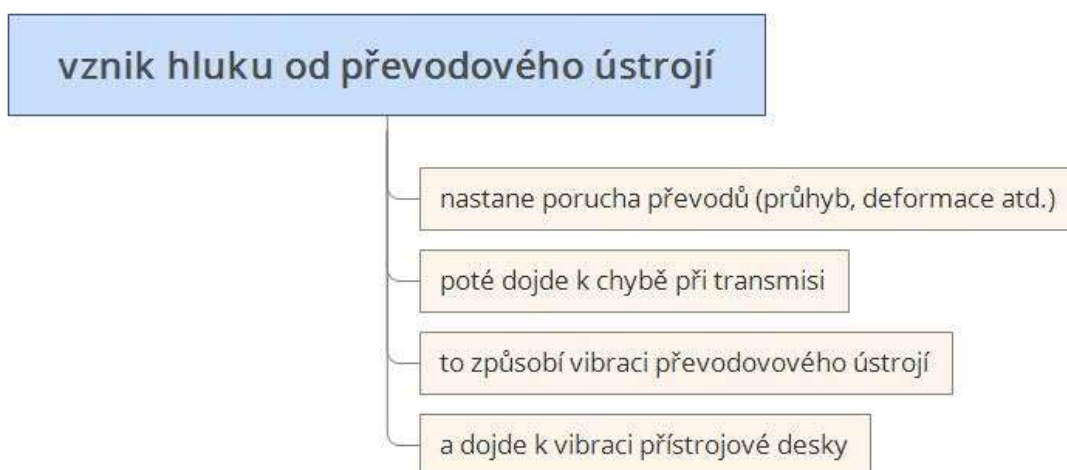 vznik hluku od převodového ústrojí
nastane porucha převodů (průhyb, deformace atd.)
poté dojde k chybě při transmisi
to způsobí vibraci převodovového ústrojí
a dojde k vibraci přístrojové desky